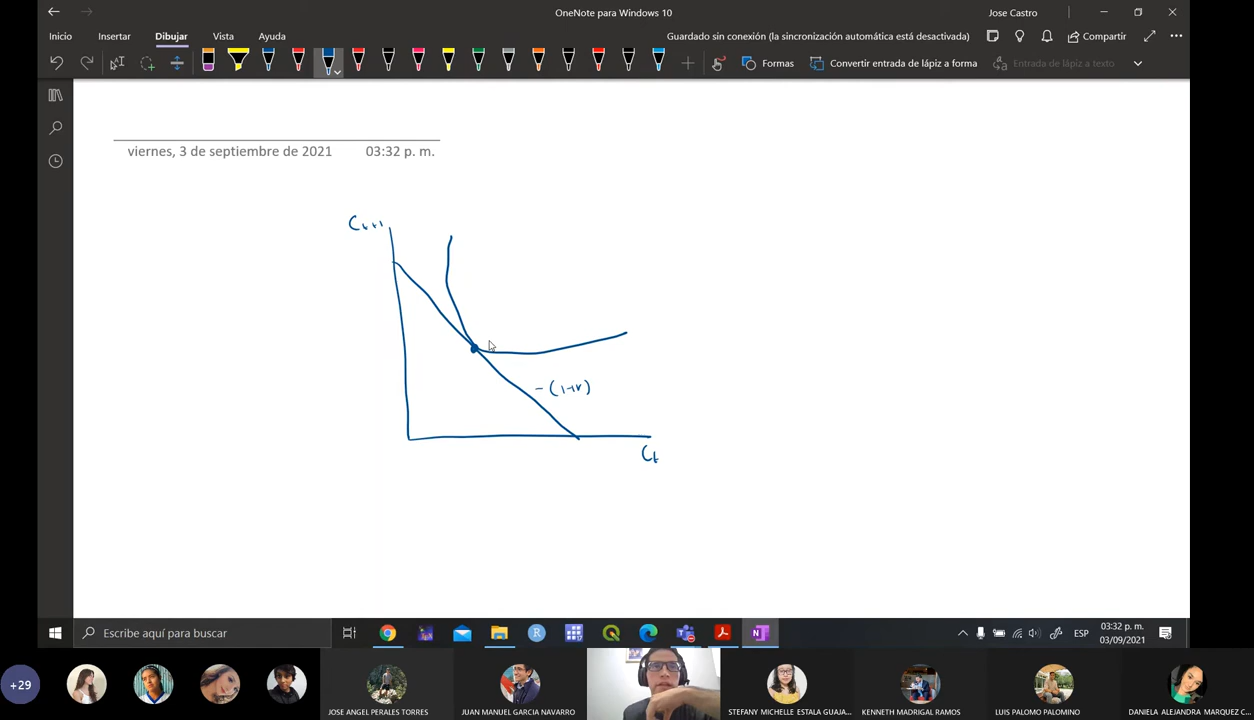 OneNote para Windows 10
Jose Castro
Inicio
Insertar
Dibujar
Vista
Ayuda
Guardado sin conexión (la sincronización automática está desactivada)
Compartir
Formas
Convertir entrada de lápiz a forma
Entrada de lápiz a texto
viernes, 3 de septiembre de 2021
03:32 p. m.
Ct+1
-(1+r)
Ct
Escribe aquí para buscar
ESP
03:32 p. m.
03/09/2021
+29
JOSE ANGEL PERALES TORRES
JUAN MANUEL GARCIA NAVARRO
STEFANY MICHELLE ESTALA GUAJA...
KENNETH MADRIGAL RAMOS
LUIS PALOMO PALOMINO
DANIELA ALEJANDRA MARQUEZ C...